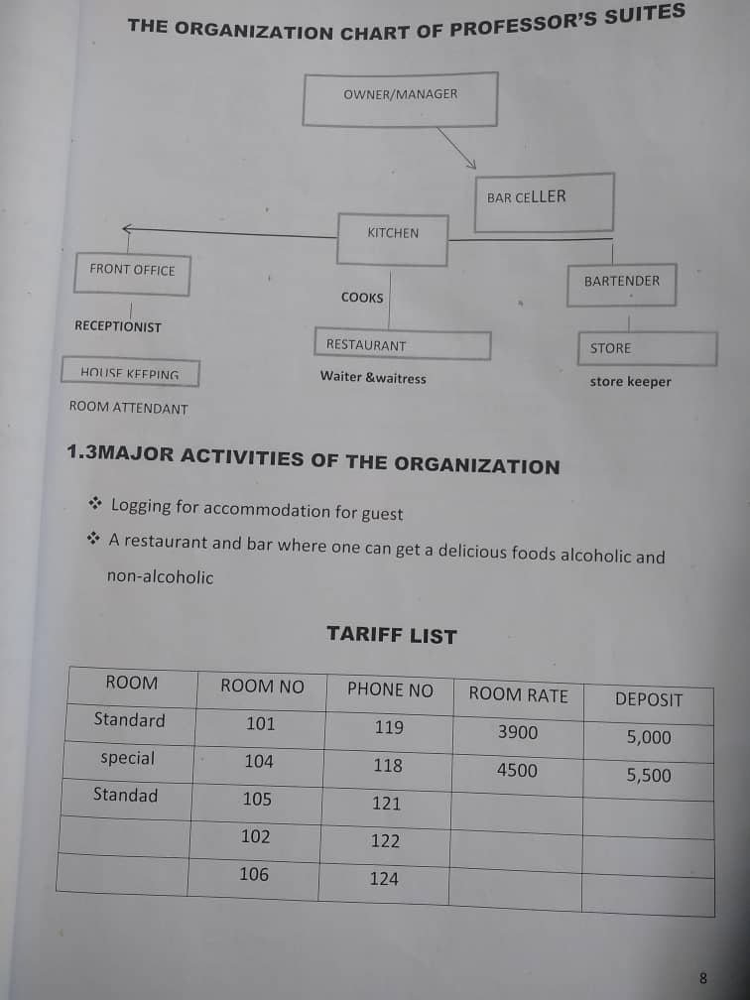 THE ORGANIZATION CHART OF PROFESSOR'S SUITES
OWNER/MANAGER
BAR CELLER
KITCHEN
FRONT OFFICE
BARTENDER
COOKS
RECEPTIONIST
RESTAURANT
STORE
HOUSE KEEPING
Waiter &waitress
store keeper
ROOM ATTENDANT
1.3MAJOR ACTIVITIES OF THE ORGANIZATION
❖ Logging for accommodation for guest
❖ A restaurant and bar where one can get a delicious foods alcoholic and
non-alcoholic
TARIFF LIST
ROOM ROOM NO PHONE NO ROOM RATE DEPOSIT
Standard 101 119 3900 5,000
special 104 118 4500 5,500
Standad 105 121
102 122
106 124
8